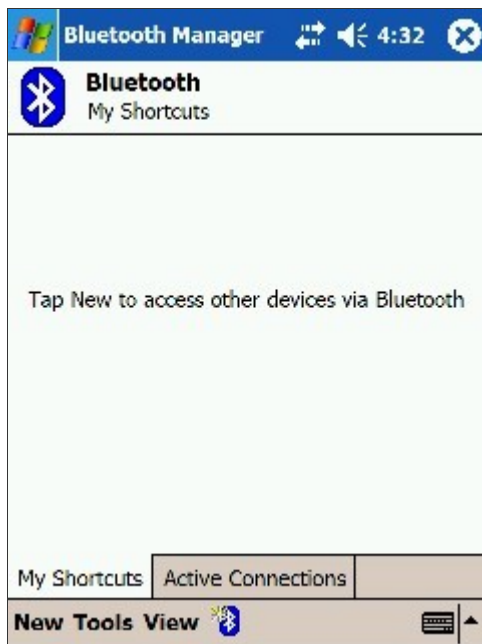 Bluetooth Manager 4:32
Bluetooth
My Shortcuts
Tap New to access other devices via Bluetooth
My Shortcuts Active Connections
New Tools View